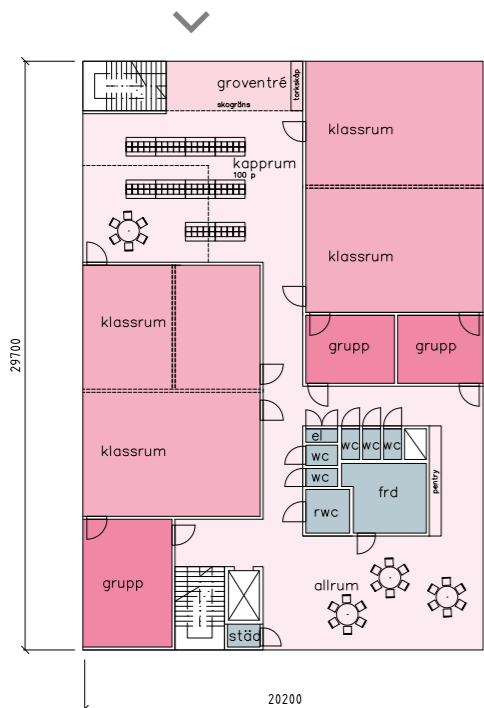 groventré
torkskåp
skogräns
klassrum
kapprum
100 p
klassrum
klassrum
grupp
grupp
29700
klassrum
el
wc
wc
wc
wc
wc
frd
pentry
rwc
grupp
allrum
städ
20200